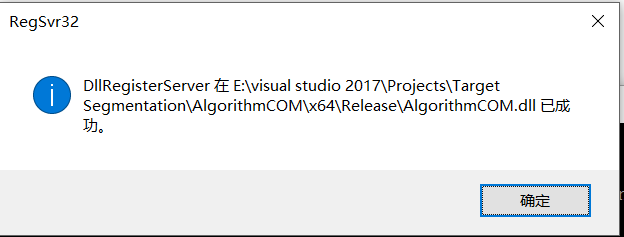 RegSvr32
DllRegisterServer 在 E:\visual studio 2017\Projects\Target
Segmentation\AlgorithmCOM\x64\Release\AlgorithmCOM.dll 已成
功。
确定